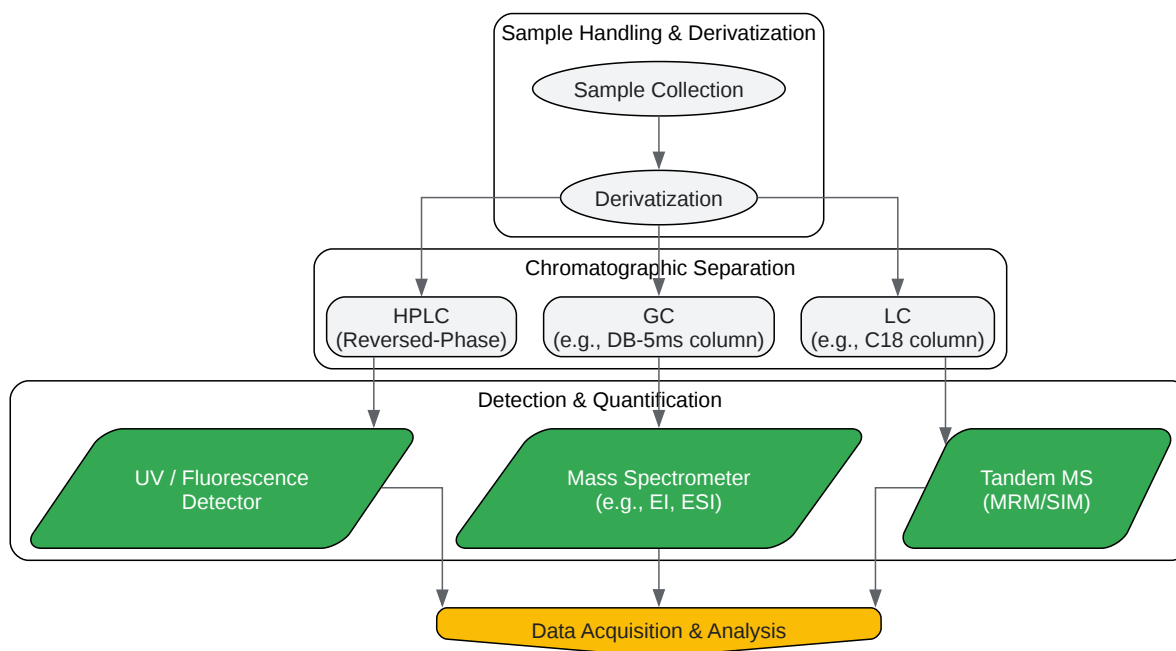 Sample Handling & Derivatization
Sample Collection
Derivatization
Chromatographic Separation
HPLC
(Reversed-Phase)
GC
(e.g., DB-5ms column)
LC
(e.g., C18 column)
Detection & Quantification
UV / Fluorescence
Detector
Mass Spectrometer
(e.g., EI, ESI)
Tandem MS
(MRM/SIM)
Data Acquisition & Analysis